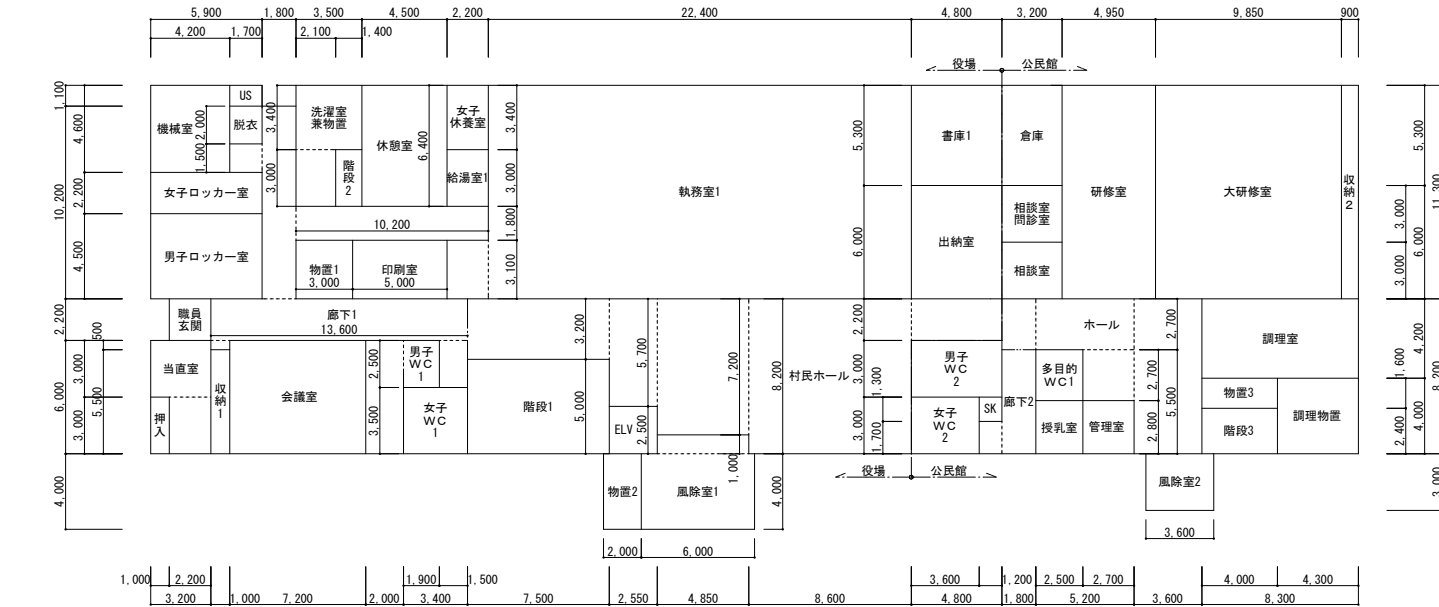 5,900 1,800 3,500 4,500 2,200 22,400 4,800 3,200 4,950 9,850 900
4,200 1,700 2,100 1,400
役場 公民館
1,100
4,600
10,200
2,200
4,500
2,200
500
3,000
6,000
5,500
3,000
4,000
US
機械室
2,000
脱衣
1,500
3,400
洗濯室
兼物置
階段2
3,000
休憩室
6,400
女子
休養室
給湯室1
3,400
3,000
1,800
3,100
女子ロッカー室
男子ロッカー室
10,200
物置1
3,000
印刷室
5,000
執務室1
5,300
6,000
書庫1
倉庫
出納室
相談室
問診室
相談室
研修室
大研修室
収納2
5,300
11,300
3,000
6,000
3,000
職員
玄関
廊下1
13,600
当直室
押入
収納1
会議室
2,500
3,500
男子
WC
1
女子
WC
1
階段1
3,200
5,000
5,700
ELV
2,500
7,200
1,000
8,200
4,000
村民ホール
2,200
3,000
1,300
3,000
1,700
男子
WC
2
女子
WC
2
SK
廊下2
ホール
多目的
WC1
授乳室
管理室
2,700
2,700
5,500
2,800
調理室
物置3
階段3
調理物置
4,200
1,600
8,200
4,000
2,400
3,000
役場 公民館
物置2
風除室1
風除室2
3,600
2,000 6,000
1,000 2,200 1,900 1,500 3,600 1,200 2,500 2,700 4,000 4,300
3,200 1,000 7,200 2,000 3,400 7,500 2,550 4,850 8,600 4,800 1,800 5,200 3,600 8,300